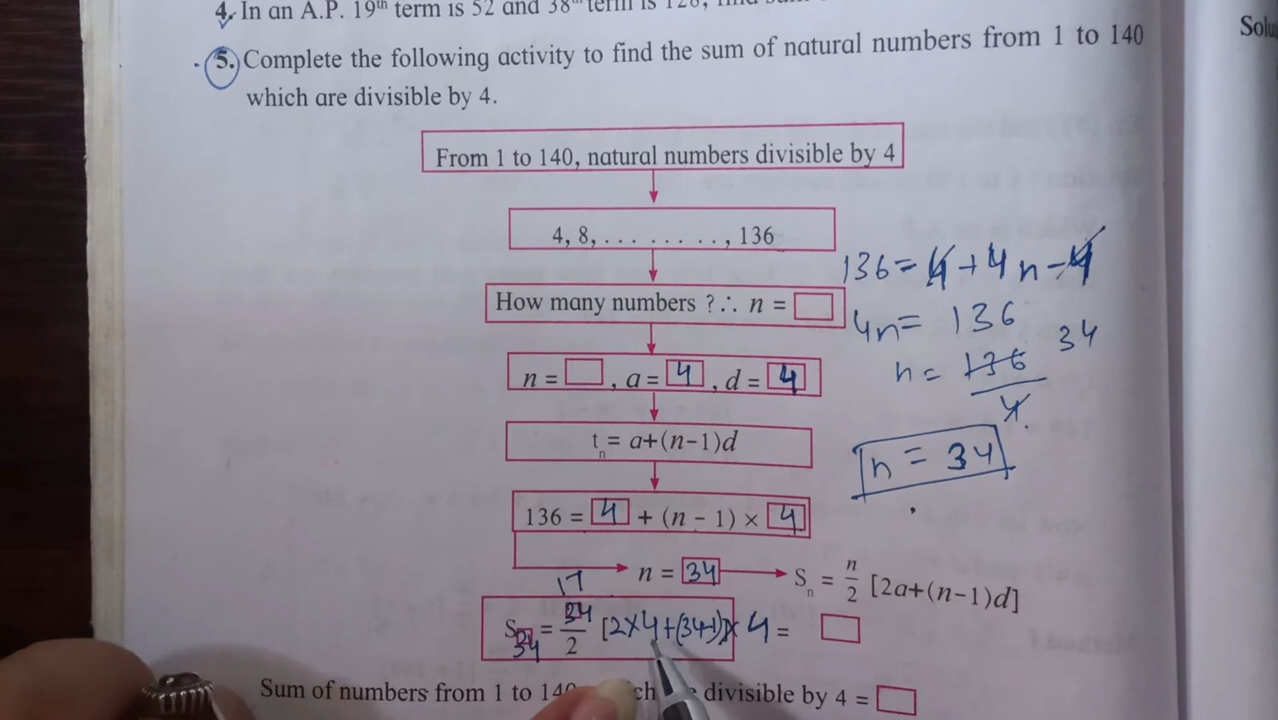 4. In an A.P. 19th term is 52 and 38th term is 128, find sum
5. Complete the following activity to find the sum of natural numbers from 1 to 140
which are divisible by 4.
From 1 to 140, natural numbers divisible by 4
4, 8, . . . . . . . . , 136
How many numbers ? ∴ n = □
n = □ , a = 4 , d = 4
tn = a+(n−1)d
136 = 4 + (n − 1) × 4
n = 34 → Sn = n/2 [2a+(n−1)d]
17
S34 = 34/2 [2×4+(34-1)]× 4 = □
Sum of numbers from 1 to 140 divisible by 4 = □
136 = 4 + 4n − 4
4n = 136
n = 136/4 34
n = 34